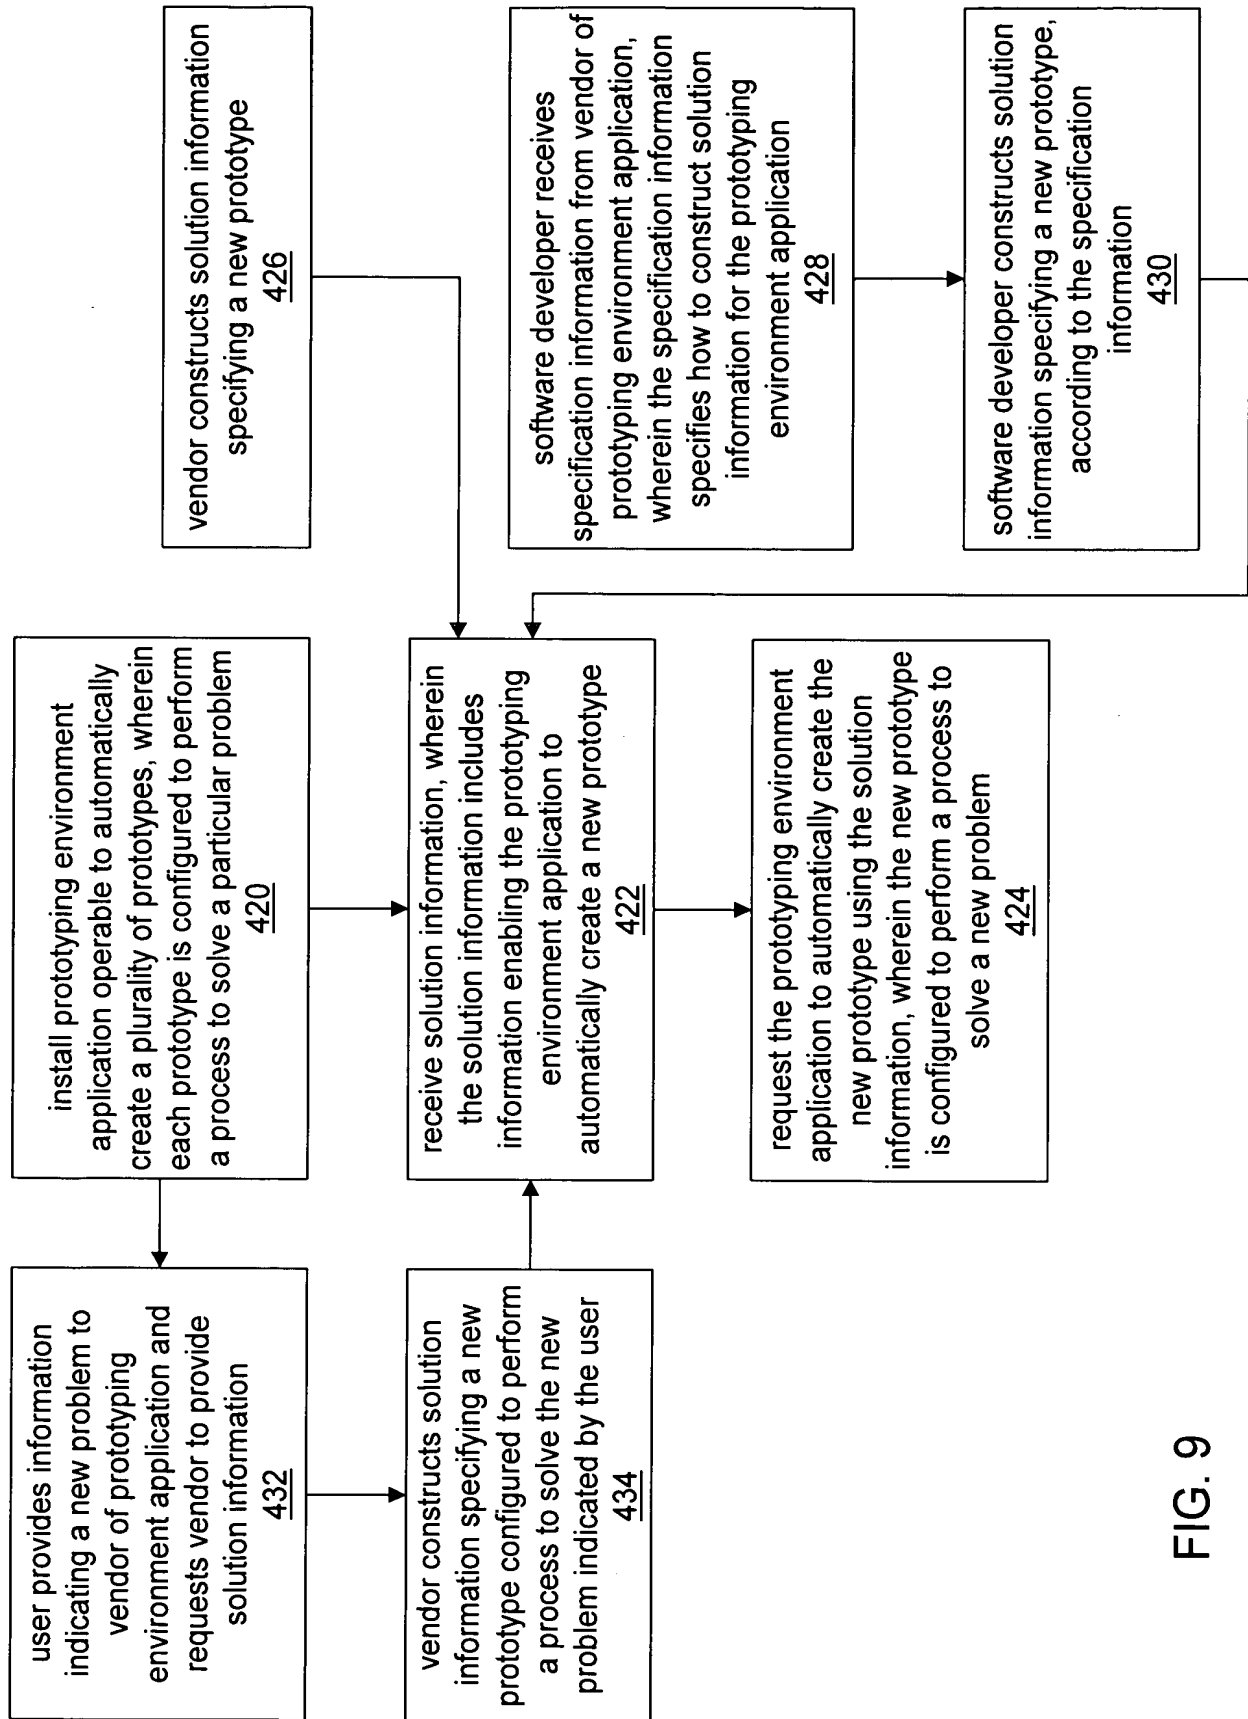 user provides information
indicating a new problem to
vendor of prototyping
environment application and
requests vendor to provide
solution information
432
vendor constructs solution
information specifying a new
prototype configured to perform
a process to solve the new
problem indicated by the user
434
install prototyping environment
application operable to automatically
create a plurality of prototypes, wherein
each prototype is configured to perform
a process to solve a particular problem
420
receive solution information, wherein
the solution information includes
information enabling the prototyping
environment application to
automatically create a new prototype
422
request the prototyping environment
application to automatically create the
new prototype using the solution
information, wherein the new prototype
is configured to perform a process to
solve a new problem
424
vendor constructs solution information
specifying a new prototype
426
software developer receives
specification information from vendor of
prototyping environment application,
wherein the specification information
specifies how to construct solution
information for the prototyping
environment application
428
software developer constructs solution
information specifying a new prototype,
according to the specification
information
430
FIG. 9